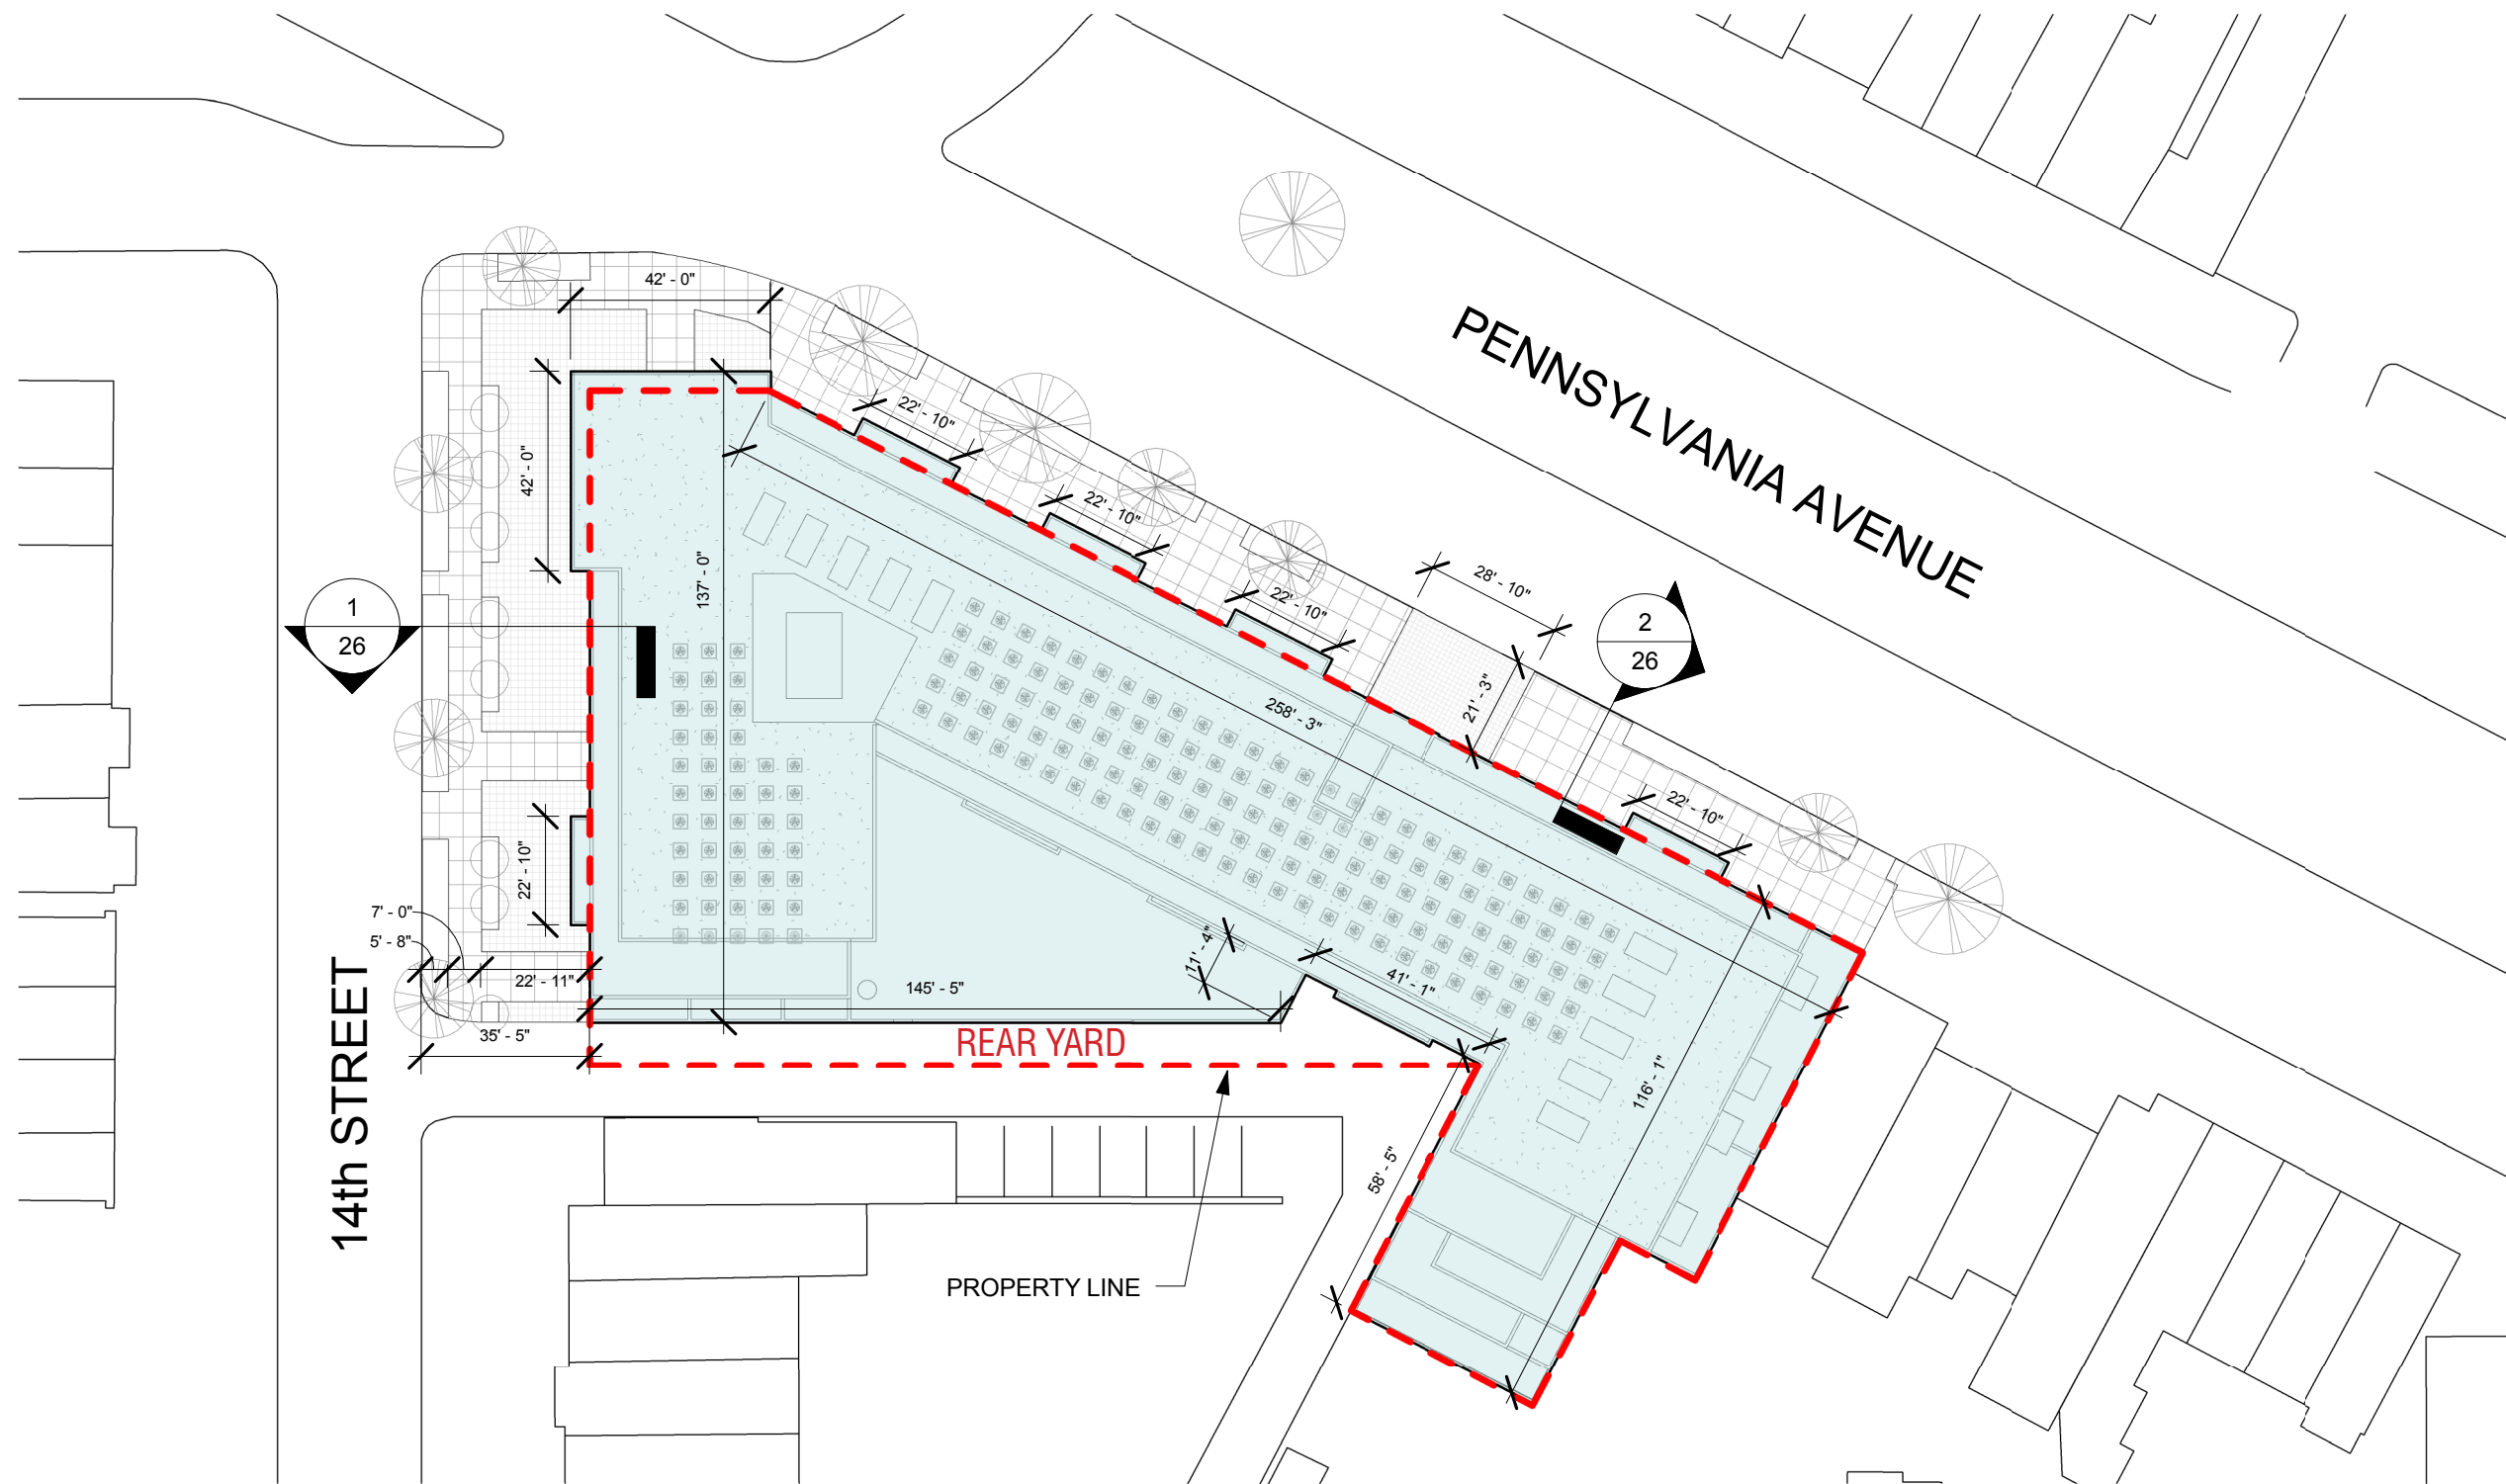 42' - 0"
PENNSYLVANIA AVENUE
22' - 10"
42' - 0"
22' - 10"
137' - 0"
28' - 10"
22' - 10"
1
26
2
26
21' - 3"
258' - 3"
22' - 10"
22' - 10"
7' - 0"
5' - 8"
11' - 4"
22' - 11"
145' - 5"
41' - 1"
35' - 5"
REAR YARD
14th STREET
116' - 1"
58' - 5"
PROPERTY LINE